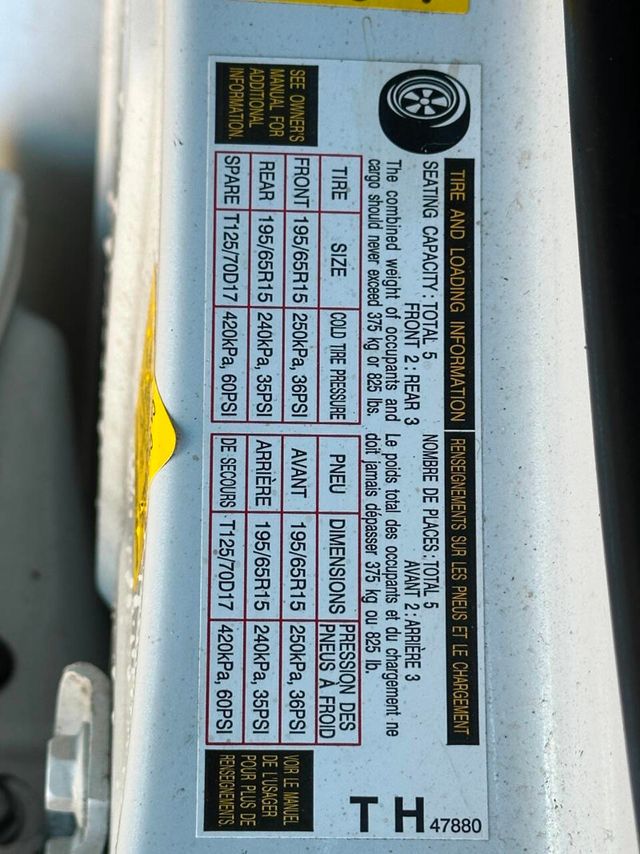 TIRE AND LOADING INFORMATION
SEATING CAPACITY : TOTAL 5
FRONT 2 : REAR 3
The combined weight of occupants and
cargo should never exceed 375 kg or 825 lbs.
TIRE SIZE COLD TIRE PRESSURE
FRONT 195/65R15 250kPa, 36PSI
REAR 195/65R15 240kPa, 35PSI
SPARE T125/70D17 420kPa, 60PSI
SEE OWNER'S
MANUAL FOR
ADDITIONAL
INFORMATION.
RENSEIGNEMENTS SUR LES PNEUS ET LE CHARGEMENT
NOMBRE DE PLACES : TOTAL 5
AVANT 2 : ARRIÈRE 3
Le poids total des occupants et du chargement ne
doit jamais dépasser 375 kg ou 825 lb.
PNEU DIMENSIONS PRESSION DES
PNEUS À FROID
AVANT 195/65R15 250kPa, 36PSI
ARRIÈRE 195/65R15 240kPa, 35PSI
DE SECOURS T125/70D17 420kPa, 60PSI
VOIR LE MANUEL
DE L'USAGER
POUR PLUS DE
RENSEIGNEMENTS.
T H 47880